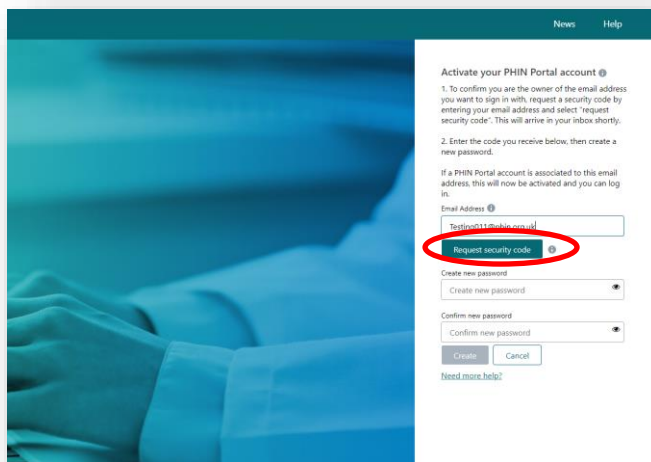 News Help
Activate your PHIN Portal account
1. To confirm you are the owner of the email address
you want to sign in with, request a security code by
entering your email address and select "request
security code". This will arrive in your inbox shortly.
2. Enter the code you receive below, then create a
new password.
If a PHIN Portal account is associated to this email
address, this will now be activated and you can log
in.
Email Address
Testing011@phin.org.uk
Request security code
Create new password
Create new password
Confirm new password
Confirm new password
Create Cancel
Need more help?